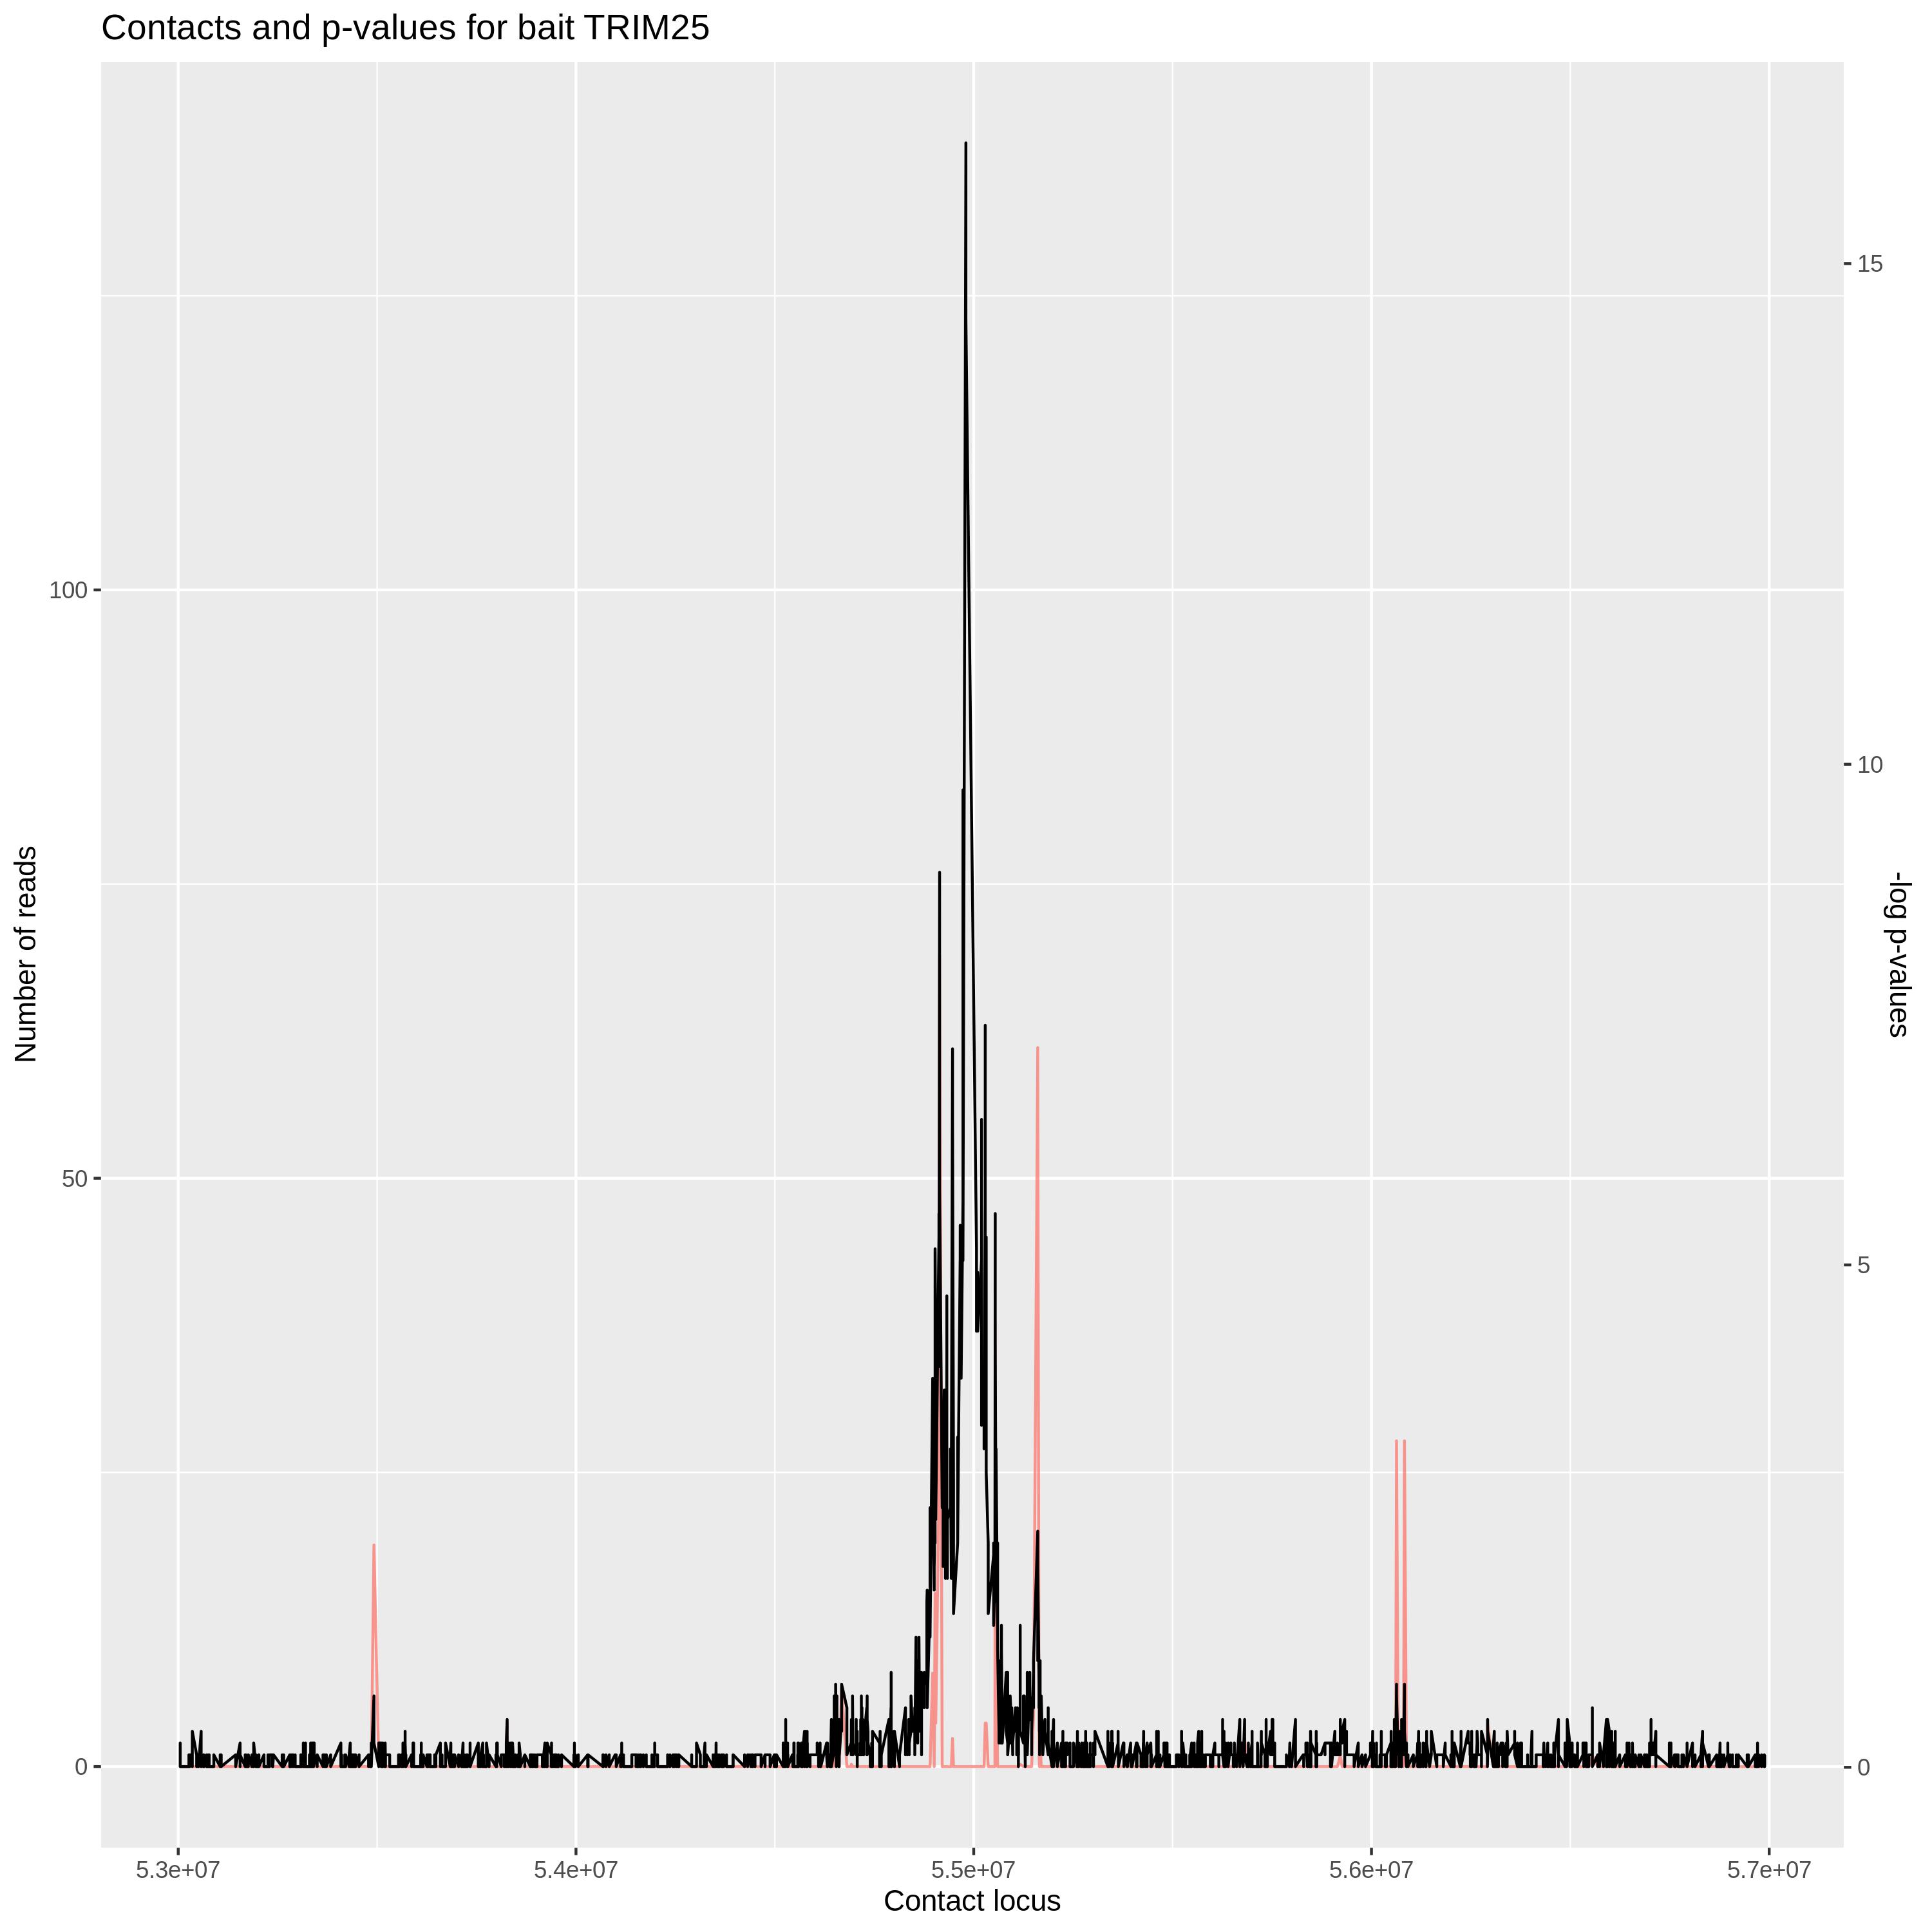 Contacts and p-values for bait TRIM25
Number of reads
100
50
0
15
10
5
0
-log p-values
5.3e+07
5.4e+07
5.5e+07
5.6e+07
5.7e+07
Contact locus